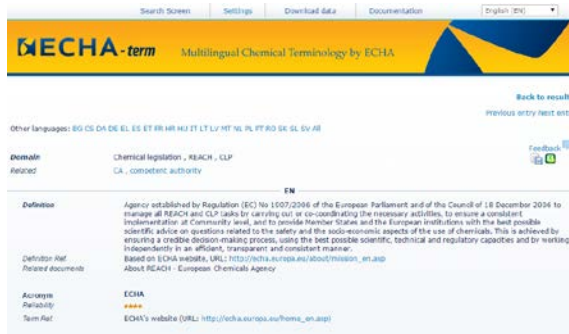 Search Screen Settings Download data Documentation English (EN)
ECHA-term Multilingual Chemical Terminology by ECHA
Back to result
Previous entry Next ent
Other languages: BG CS DA DE EL ES ET FR HR HU IT LT LV MT NL PL PT RO SK SL SV All
Feedback
Domain Chemical legislation , REACH , CLP
Related CA , competent authority
EN
Definition Agency established by Regulation (EC) No 1907/2006 of the European Parliament and of the Council of 18 December 2006 to
manage all REACH and CLP tasks by carrying out or co-ordinating the necessary activities, to ensure a consistent
implementation at Community level, and to provide Member States and the European institutions with the best possible
scientific advice on questions related to the safety and the socio-economic aspects of the use of chemicals. This is achieved by
ensuring a credible decision-making process, using the best possible scientific, technical and regulatory capacities and by working
independently in an efficient, transparent and consistent manner.
Definition Ref. Based on ECHA website, URL: http://echa.europa.eu/about/mission_en.asp)
Related documents About REACH - European Chemicals Agency
Acronym ECHA
Reliability
Term Ref. ECHA's website (URL: http://echa.europa.eu/home_en.asp)